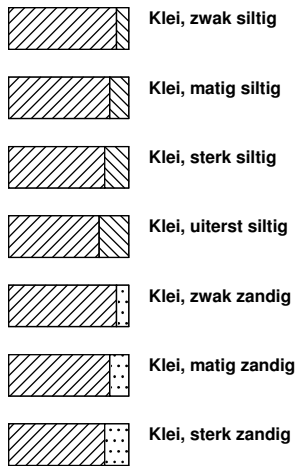 Klei, zwak siltig
Klei, matig siltig
Klei, sterk siltig
Klei, uiterst siltig
Klei, zwak zandig
Klei, matig zandig
Klei, sterk zandig